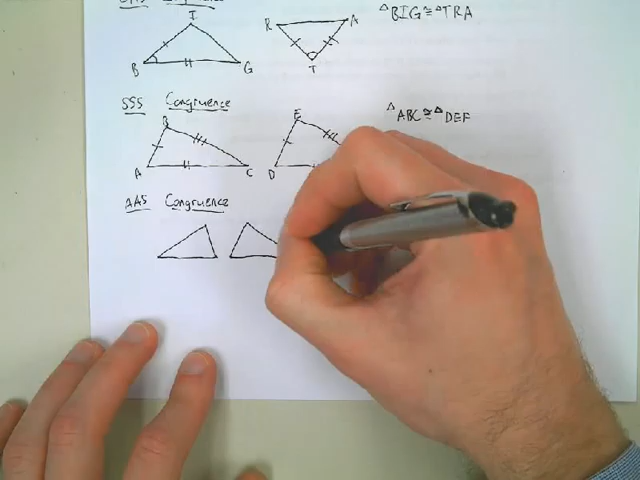 △BIG≅△TRA
I
R A
B G
T
SSS Congruence
△ABC≅△DEF
B E
A C D
AAS Congruence